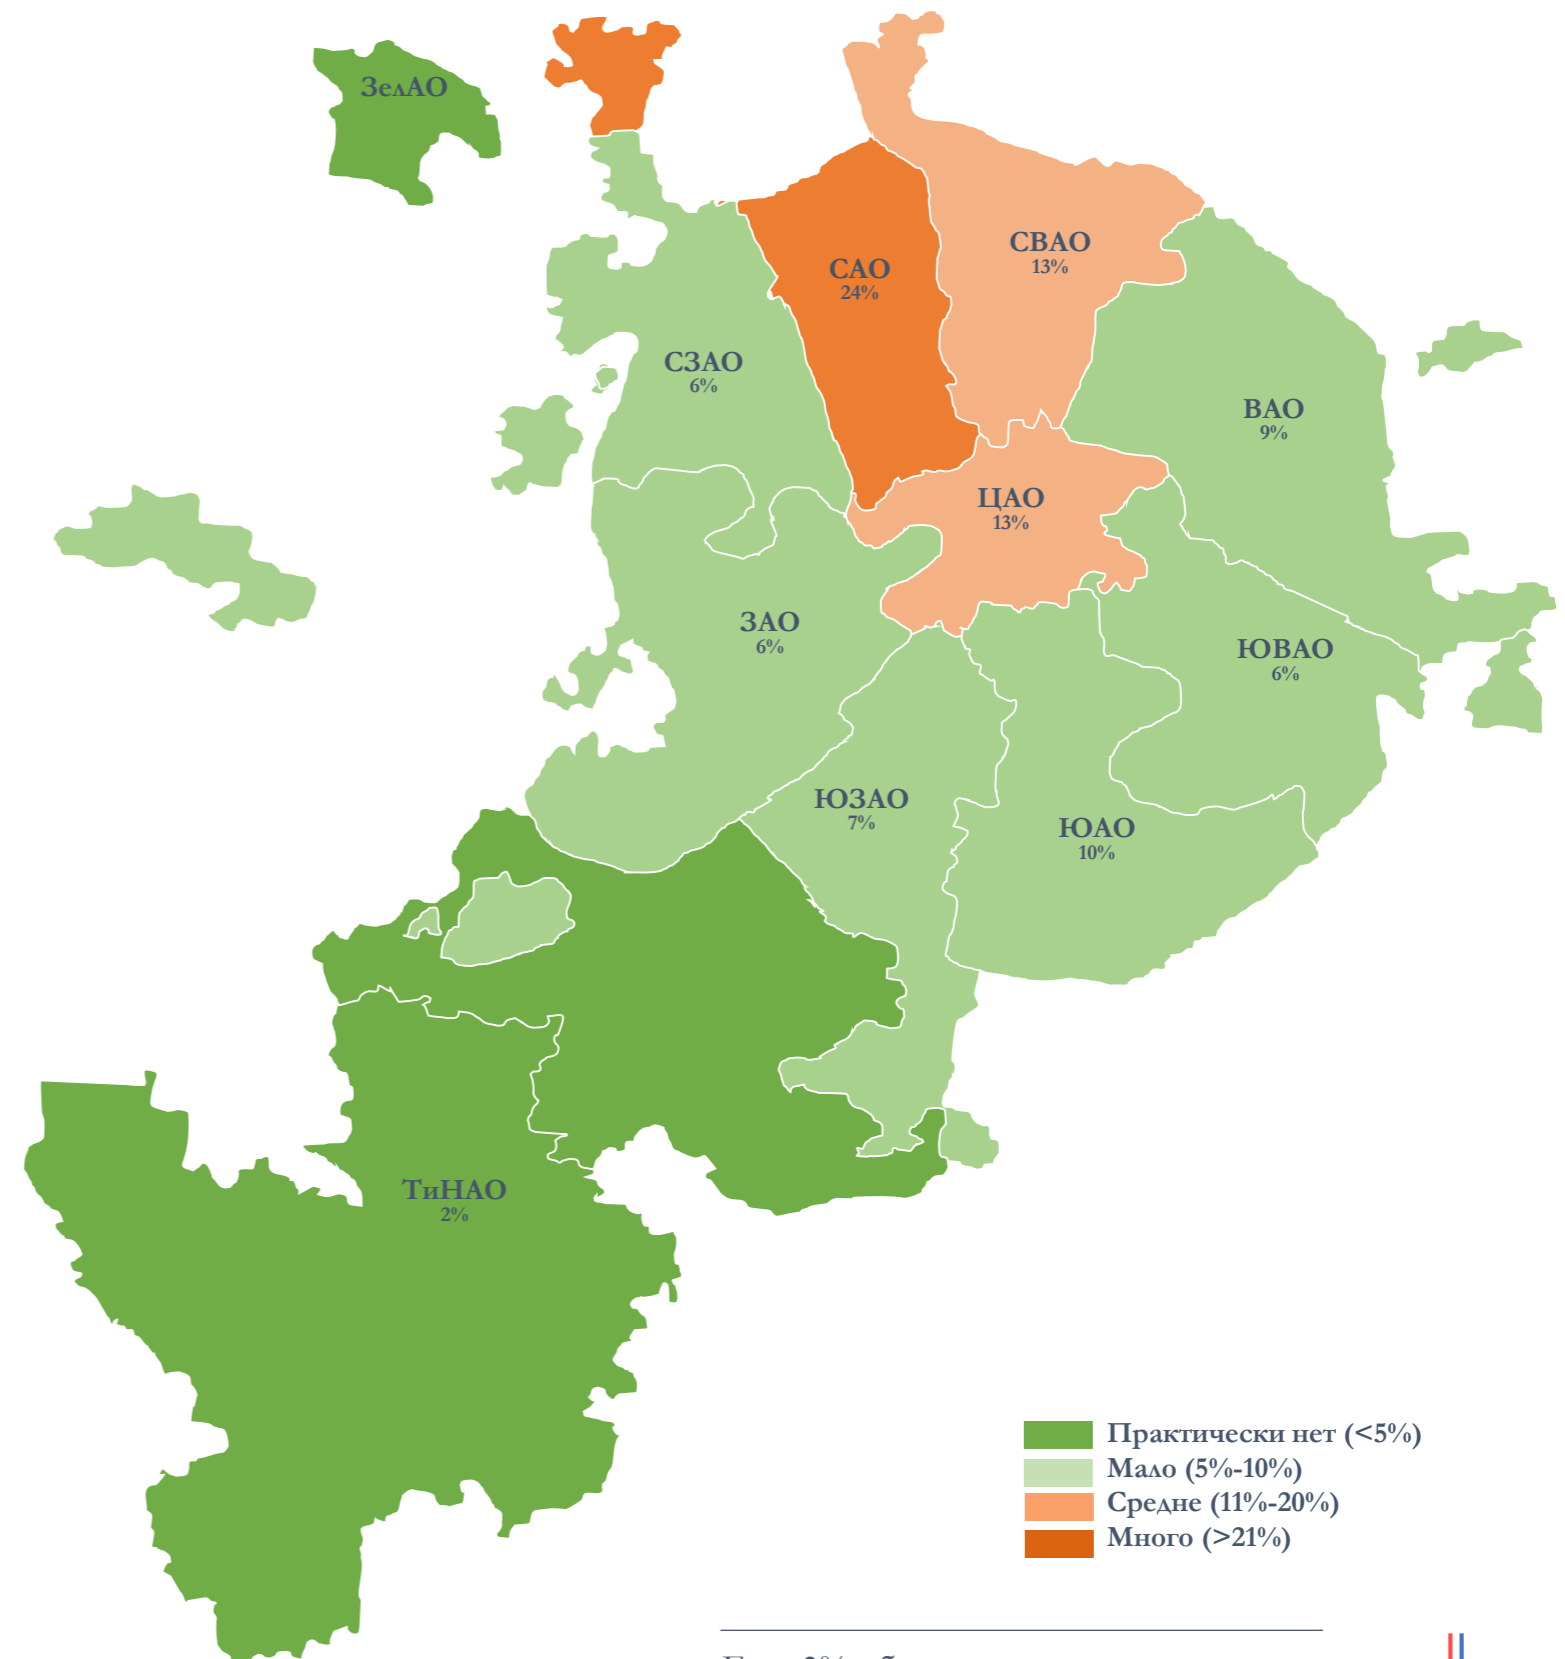 ЗелАО
СВАО
13%
САО
24%
СЗАО
6%
ВАО
9%
ЦАО
13%
ЗАО
6%
ЮВАО
6%
ЮЗАО
7%
ЮАО
10%
ТиНАО
2%
Практически нет (<5%)
Мало (5%-10%)
Средне (11%-20%)
Много (>21%)